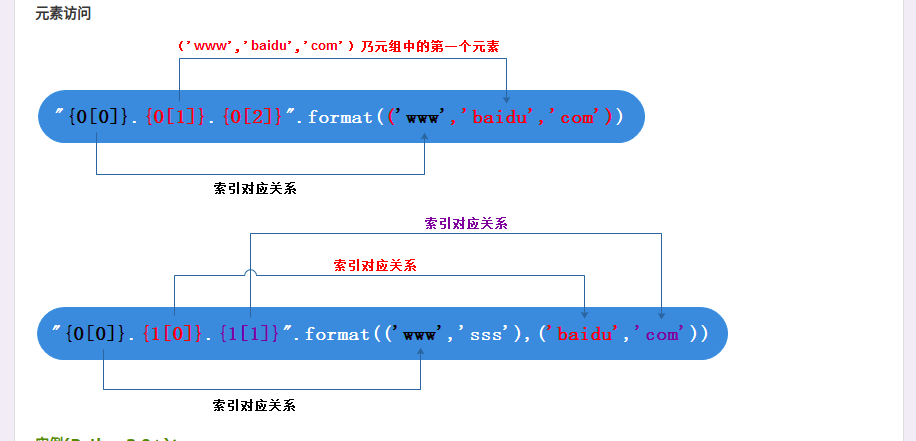 元素访问
('www','baidu','com') 乃元组中的第一个元素
"{0[0]}.{0[1]}.{0[2]}".format(('www','baidu','com'))
索引对应关系
索引对应关系
索引对应关系
"{0[0]}.{1[0]}.{1[1]}".format(('www','sss'),('baidu','com'))
索引对应关系